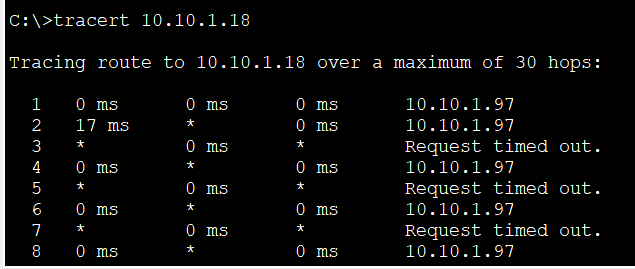 C:\>tracert 10.10.1.18
Tracing route to 10.10.1.18 over a maximum of 30 hops:
1 0 ms 0 ms 0 ms 10.10.1.97
2 17 ms * 0 ms 10.10.1.97
3 * 0 ms * Request timed out.
4 0 ms * 0 ms 10.10.1.97
5 * 0 ms * Request timed out.
6 0 ms * 0 ms 10.10.1.97
7 * 0 ms * Request timed out.
8 0 ms * 0 ms 10.10.1.97